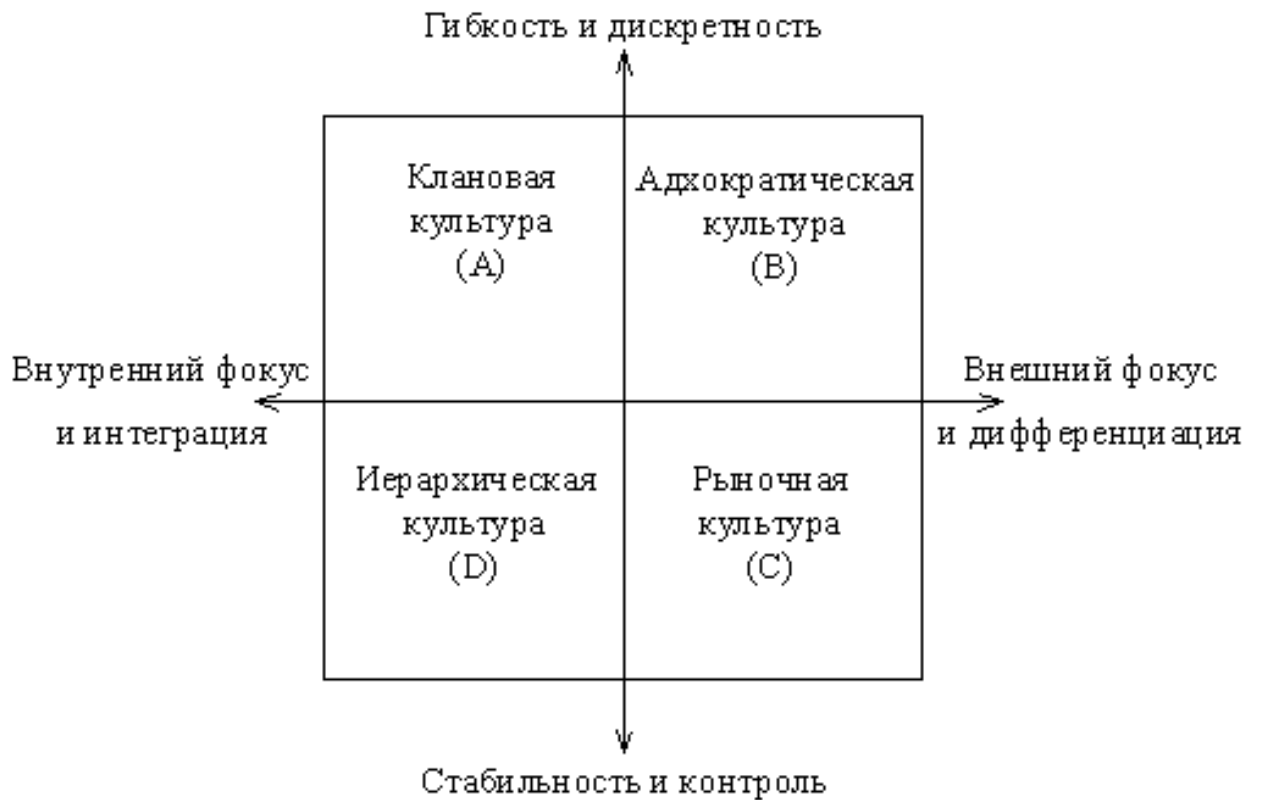 Гибкость и дискретность
Клановая
культура
(A)
Адхократическая
культура
(B)
Внутренний фокус
и интеграция
Внешний фокус
и дифференциация
Иерархическая
культура
(D)
Рыночная
культура
(C)
Стабильность и контроль